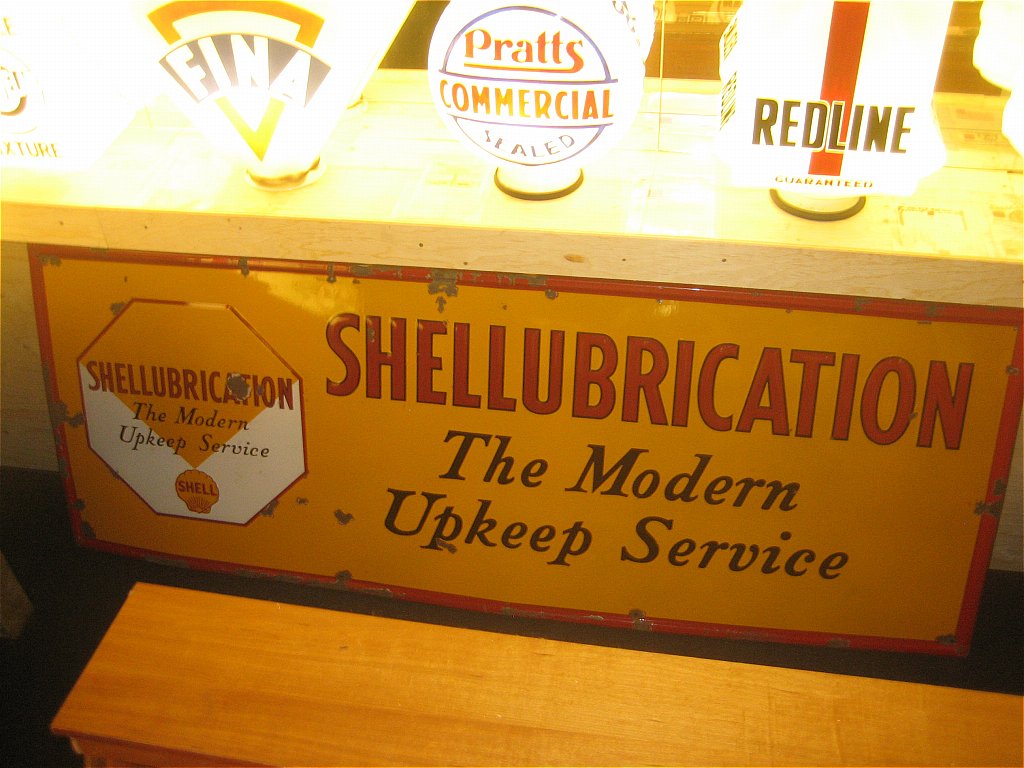 FINA
Pratts
COMMERCIAL
SEALED
REDLINE
GUARANTEED
SHELLUBRICATION
The Modern
Upkeep Service
SHELL
SHELLUBRICATION
The Modern
Upkeep Service